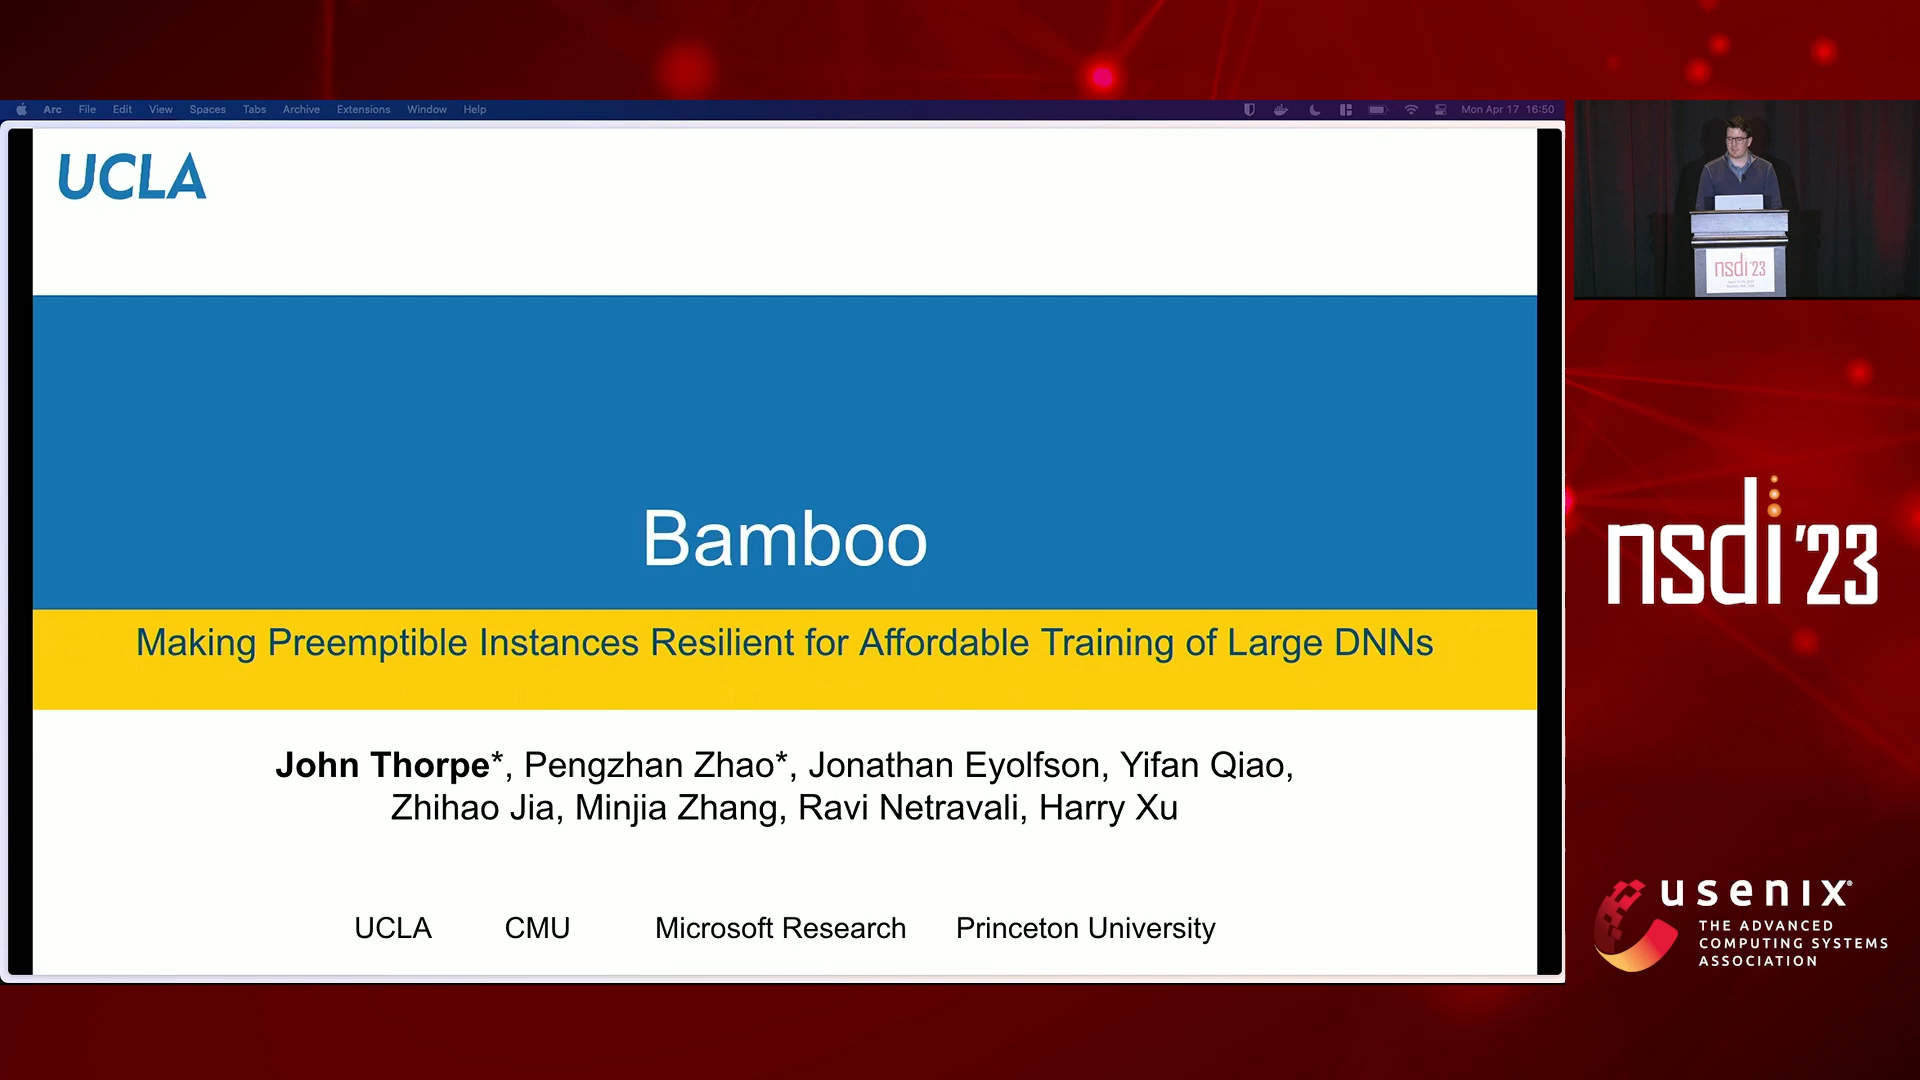 Arc File Edit View Spaces Tabs Archive Extensions Window Help
Mon Apr 17 16:50
UCLA
Bamboo
Making Preemptible Instances Resilient for Affordable Training of Large DNNs
John Thorpe*, Pengzhan Zhao*, Jonathan Eyolfson, Yifan Qiao,
Zhihao Jia, Minjia Zhang, Ravi Netravali, Harry Xu
UCLA CMU Microsoft Research Princeton University
nsdi '23
nsdi '23
usenix®
THE ADVANCED
COMPUTING SYSTEMS
ASSOCIATION